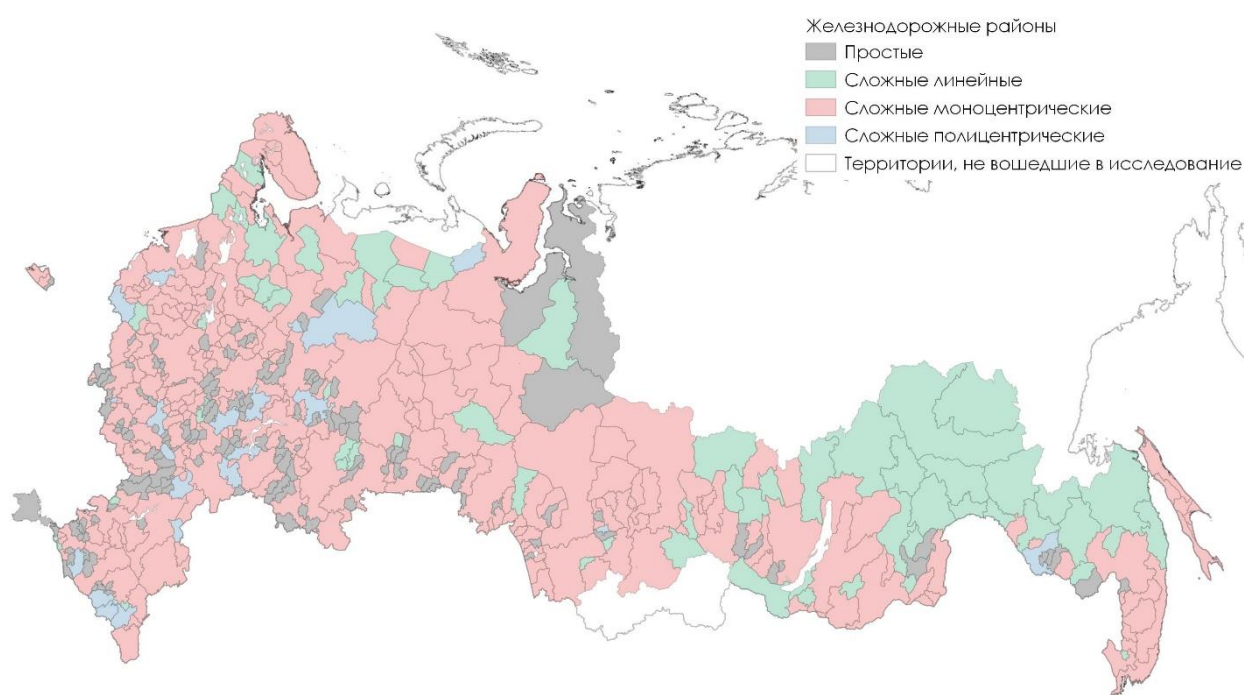 Железнодорожные районы
Простые
Сложные линейные
Сложные моноцентрические
Сложные полицентрические
Территории, не вошедшие в исследование